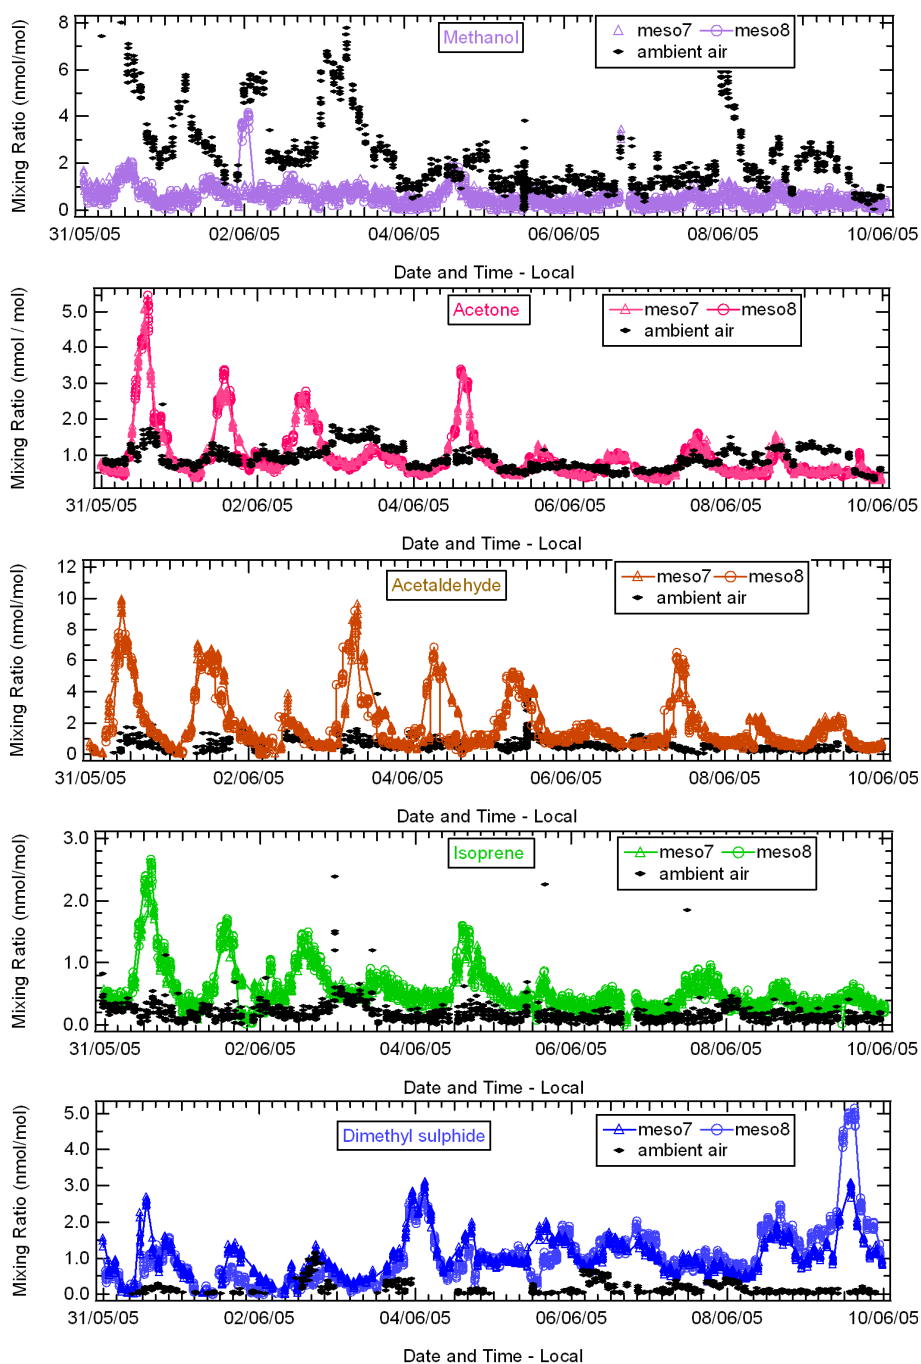 Mixing Ratio (nmol/mol)
8
6
4
2
0
Methanol
meso7 meso8
ambient air
31/05/05 02/06/05 04/06/05 06/06/05 08/06/05 10/06/05
Date and Time - Local
Mixing Ratio (nmol / mol)
5.0
4.0
3.0
2.0
1.0
Acetone
meso7 meso8
ambient air
31/05/05 02/06/05 04/06/05 06/06/05 08/06/05 10/06/05
Date and Time - Local
Mixing Ratio (nmol/mol)
12
10
8
6
4
2
0
Acetaldehyde
meso7 meso8
ambient air
31/05/05 02/06/05 04/06/05 06/06/05 08/06/05 10/06/05
Date and Time - Local
Mixing Ratio (nmol/mol)
3.0
2.0
1.0
0.0
Isoprene
meso7 meso8
ambient air
31/05/05 02/06/05 04/06/05 06/06/05 08/06/05 10/06/05
Date and Time - Local
Mixing Ratio (nmol/mol)
5.0
4.0
3.0
2.0
1.0
0.0
Dimethyl sulphide
meso7 meso8
ambient air
31/05/05 02/06/05 04/06/05 06/06/05 08/06/05 10/06/05
Date and Time - Local